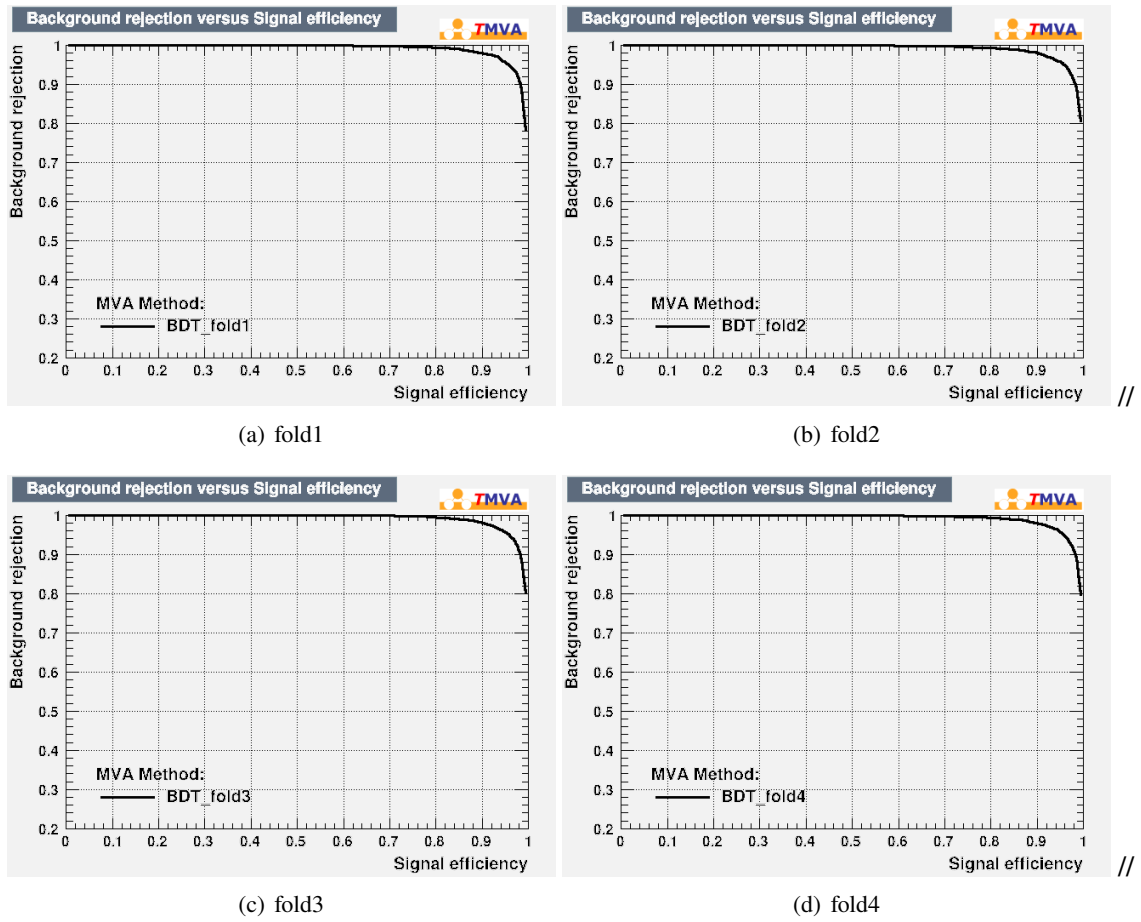 Background rejection versus Signal efficiency
TMVA
Background rejection
1
0.9
0.8
0.7
0.6
0.5
0.4
0.3
0.2
MVA Method:
BDT_fold1
0 0.1 0.2 0.3 0.4 0.5 0.6 0.7 0.8 0.9 1
Signal efficiency
(a) fold1
Background rejection versus Signal efficiency
TMVA
Background rejection
1
0.9
0.8
0.7
0.6
0.5
0.4
0.3
0.2
MVA Method:
BDT_fold2
0 0.1 0.2 0.3 0.4 0.5 0.6 0.7 0.8 0.9 1
Signal efficiency
//
(b) fold2
Background rejection versus Signal efficiency
TMVA
Background rejection
1
0.9
0.8
0.7
0.6
0.5
0.4
0.3
0.2
MVA Method:
BDT_fold3
0 0.1 0.2 0.3 0.4 0.5 0.6 0.7 0.8 0.9 1
Signal efficiency
(c) fold3
Background rejection versus Signal efficiency
TMVA
Background rejection
1
0.9
0.8
0.7
0.6
0.5
0.4
0.3
0.2
MVA Method:
BDT_fold4
0 0.1 0.2 0.3 0.4 0.5 0.6 0.7 0.8 0.9 1
Signal efficiency
//
(d) fold4